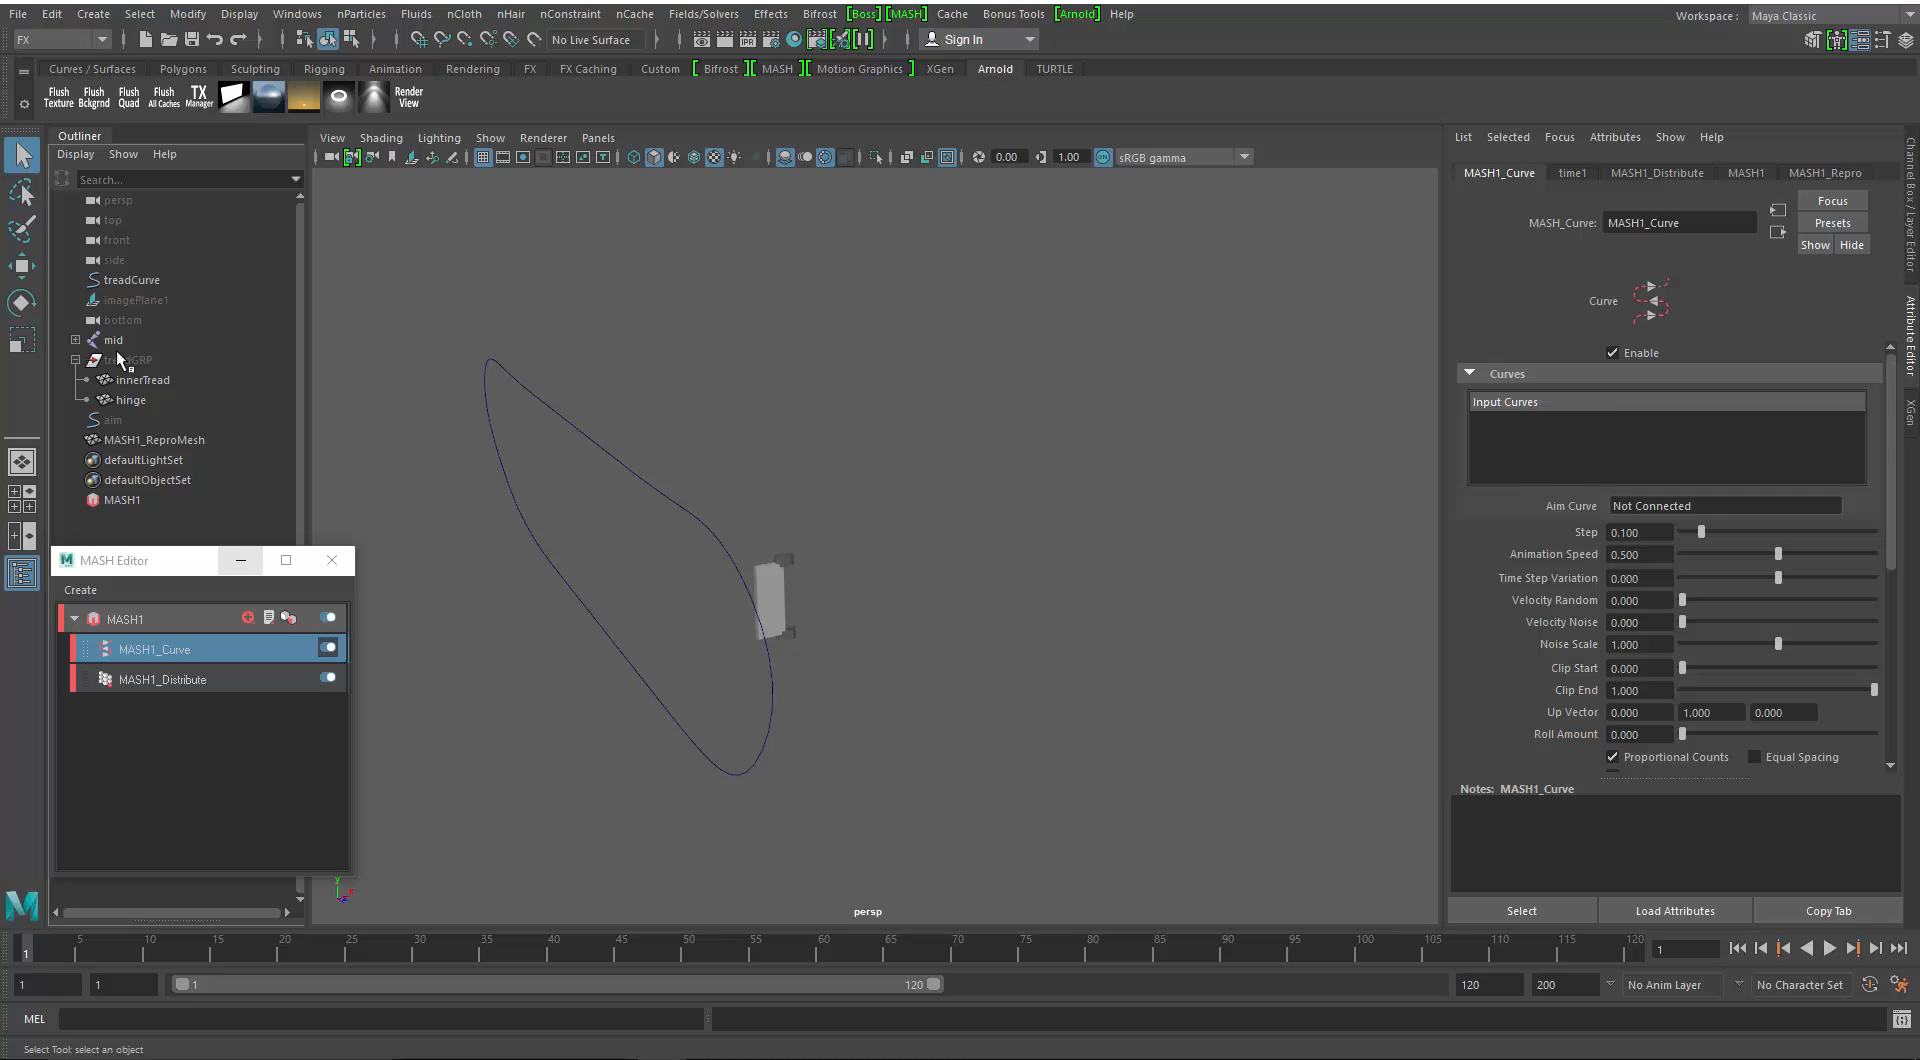 File Edit Create Select Modify Display Windows nParticles Fluids nCloth nHair nConstraint nCache Fields/Solvers Effects Bifrost [Boss] [MASH] Cache Bonus Tools [Arnold] Help
Workspace : Maya Classic
FX No Live Surface IPR Sign In
Curves / Surfaces Polygons Sculpting Rigging Animation Rendering FX FX Caching Custom [ Bifrost ] [ MASH ] [ Motion Graphics ] XGen Arnold TURTLE
Flush Texture
Flush Bckgrnd
Flush Quad
Flush All Caches
TX Manager
Render View
Outliner
Display Show Help
Search...
persp
top
front
side
treadCurve
imagePlane1
bottom
mid
innerTread
hinge
aim
MASH1_ReproMesh
defaultLightSet
defaultObjectSet
MASH1
MASH Editor
Create
MASH1
MASH1_Curve
MASH1_Distribute
View Shading Lighting Show Renderer Panels
0.00 1.00 ON sRGB gamma
persp
List Selected Focus Attributes Show Help
MASH1_Curve time1 MASH1_Distribute MASH1 MASH1_Repro
MASH_Curve: MASH1_Curve
Focus
Presets
Show Hide
Curve
Enable
Curves
Input Curves
Aim Curve Not Connected
Step 0.100
Animation Speed 0.500
Time Step Variation 0.000
Velocity Random 0.000
Velocity Noise 0.000
Noise Scale 1.000
Clip Start 0.000
Clip End 1.000
Up Vector 0.000 1.000 0.000
Roll Amount 0.000
Proportional Counts Equal Spacing
Notes: MASH1_Curve
Select Load Attributes Copy Tab
Channel Box / Layer Editor
Attribute Editor
XGen
1 5 10 15 20 25 30 35 40 45 50 55 60 65 70 75 80 85 90 95 100 105 110 115 120 1
1 1 1 120 120 200 No Anim Layer No Character Set
MEL
Select Tool: select an object